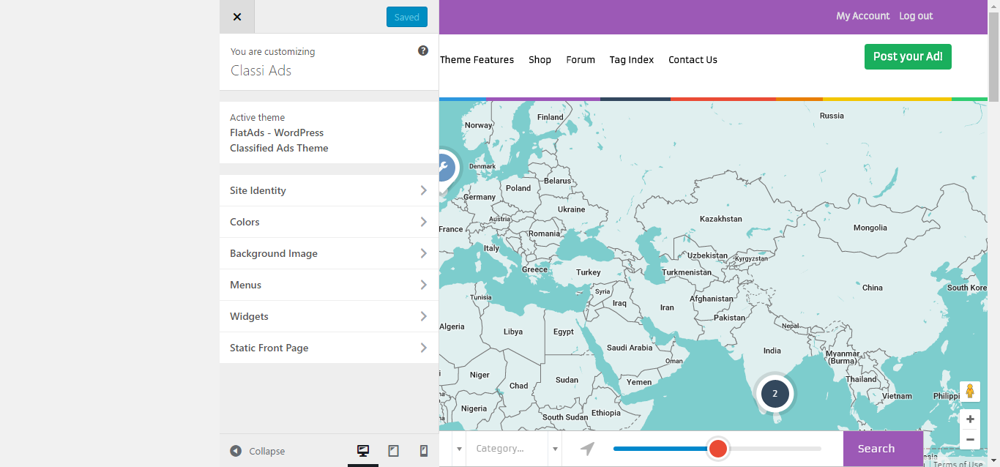 Saved
You are customizing
Classi Ads
Active theme
FlatAds - WordPress
Classified Ads Theme
Site Identity
Colors
Background Image
Menus
Widgets
Static Front Page
Collapse
My Account Log out
Theme Features Shop Forum Tag Index Contact Us
Post your Ad!
Russia
Finland
Norway
Denmark
Belarus
Poland
Germany
Ukraine
Austria
Kazakhstan
Mongolia
France
Romania
Italy
Uzbekistan
Kyrgyzstan
Greece
Turkey
Turkmenistan
China
South Kore
Syria
Tunisia
Iraq
Afghanistan
Iran
Pakistan
Algeria
Libya
Egypt
Nepal
Saudi Arabia
India
Oman
Myanmar
(Burma)
Niger
Chad
Sudan
Yemen
Thailand
2
Vietnam
Philippi
Nigeria
Ethiopia
South Sudan
Category...
Search
Terms of Use